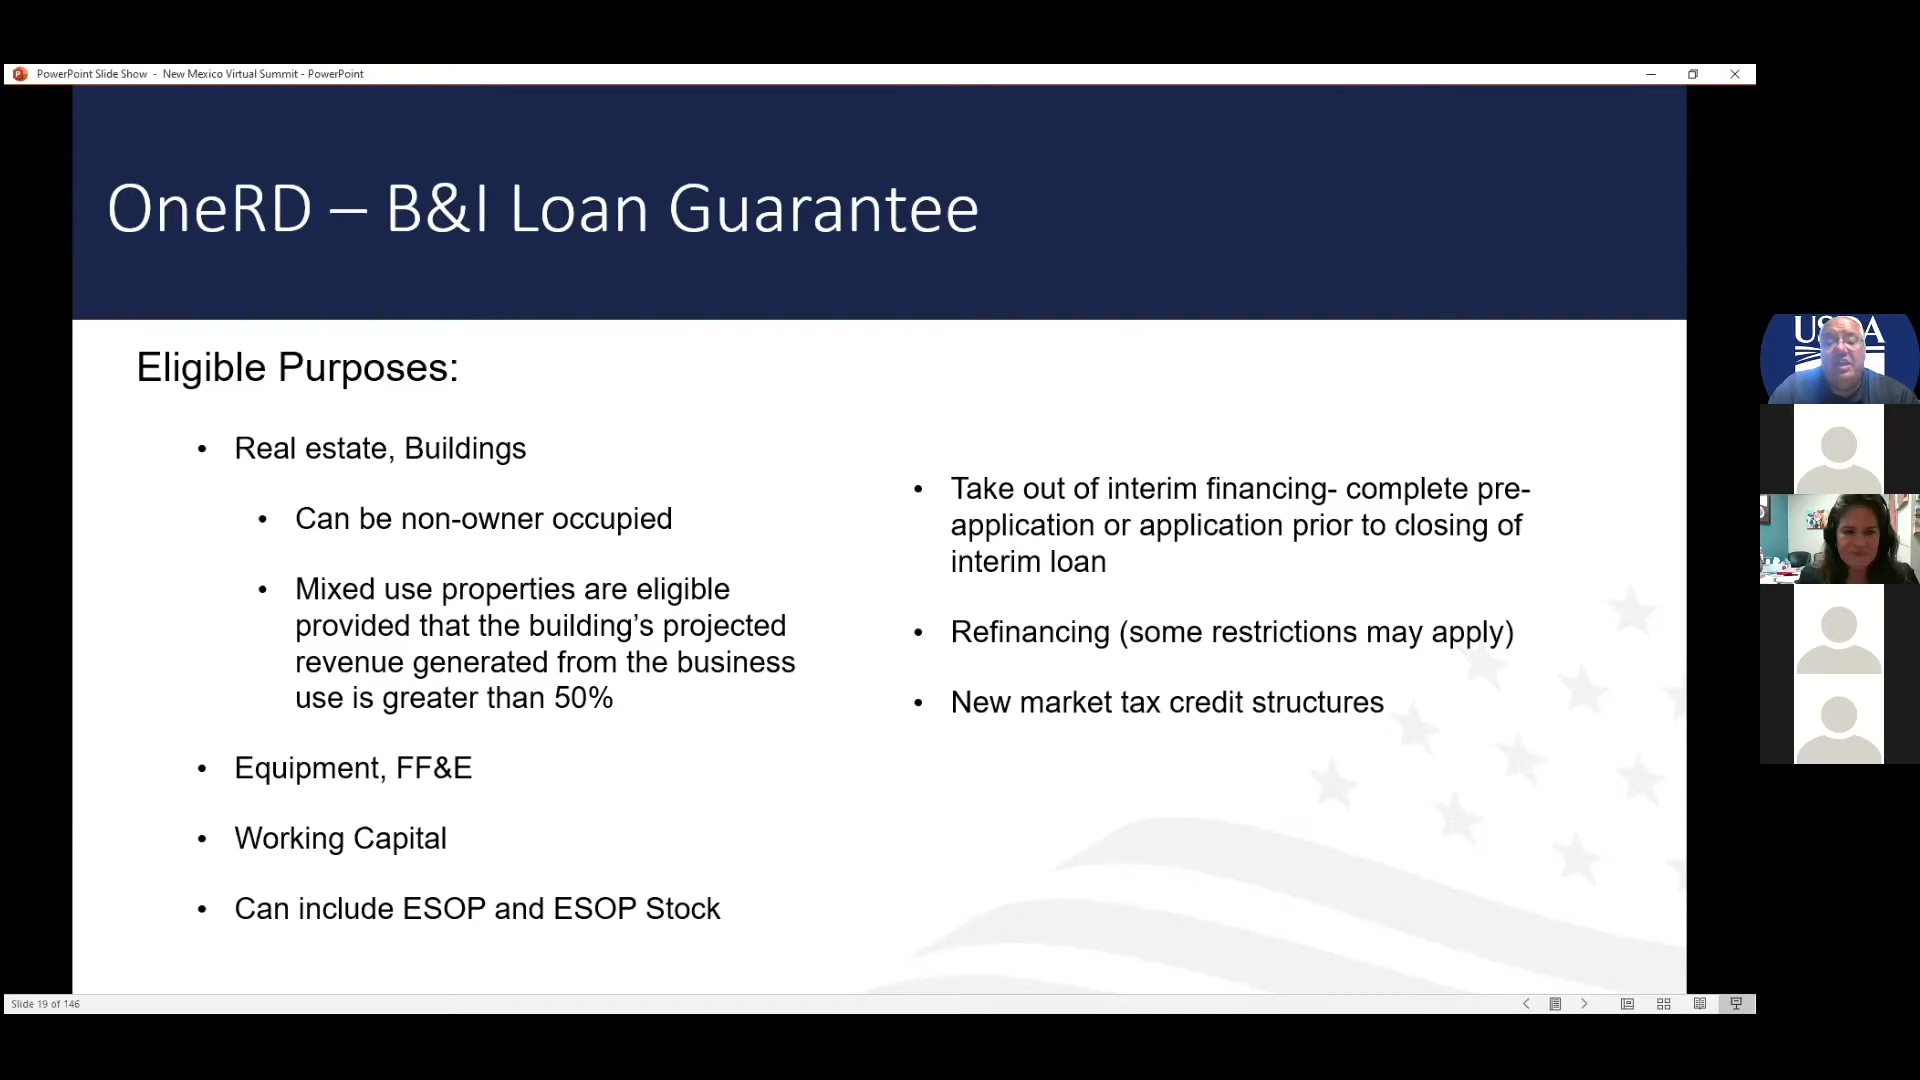 PowerPoint Slide Show - New Mexico Virtual Summit - PowerPoint
OneRD – B&I Loan Guarantee
Eligible Purposes:
• Real estate, Buildings
• Can be non-owner occupied
• Mixed use properties are eligible
provided that the building’s projected
revenue generated from the business
use is greater than 50%
• Equipment, FF&E
• Working Capital
• Can include ESOP and ESOP Stock
• Take out of interim financing- complete pre-
application or application prior to closing of
interim loan
• Refinancing (some restrictions may apply)
• New market tax credit structures
USDA
Slide 19 of 146